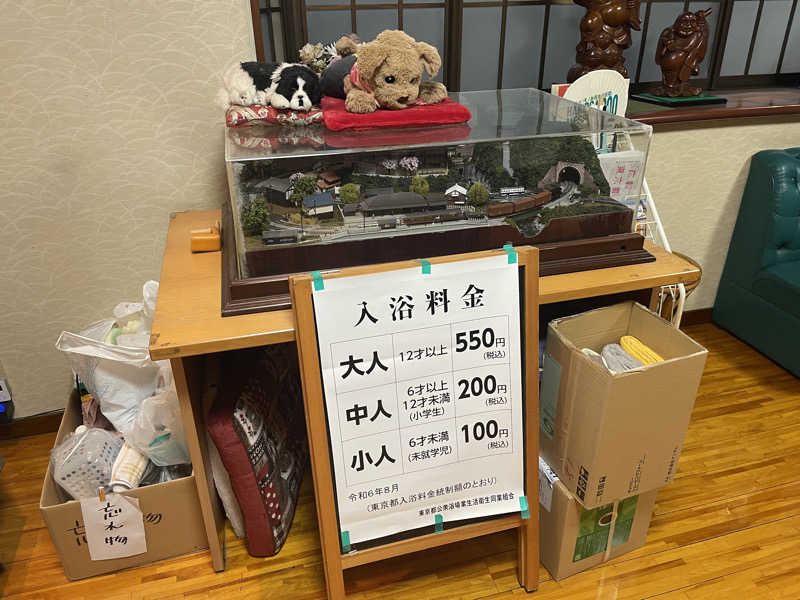 入浴料金
大人 12才以上 550円(税込)
中人 6才以上12才未満(小学生) 200円(税込)
小人 6才未満(未就学児) 100円(税込)
令和6年8月
(東京都入浴料金統制額のとおり)
東京都公衆浴場業生活衛生同業組合
忘れ物